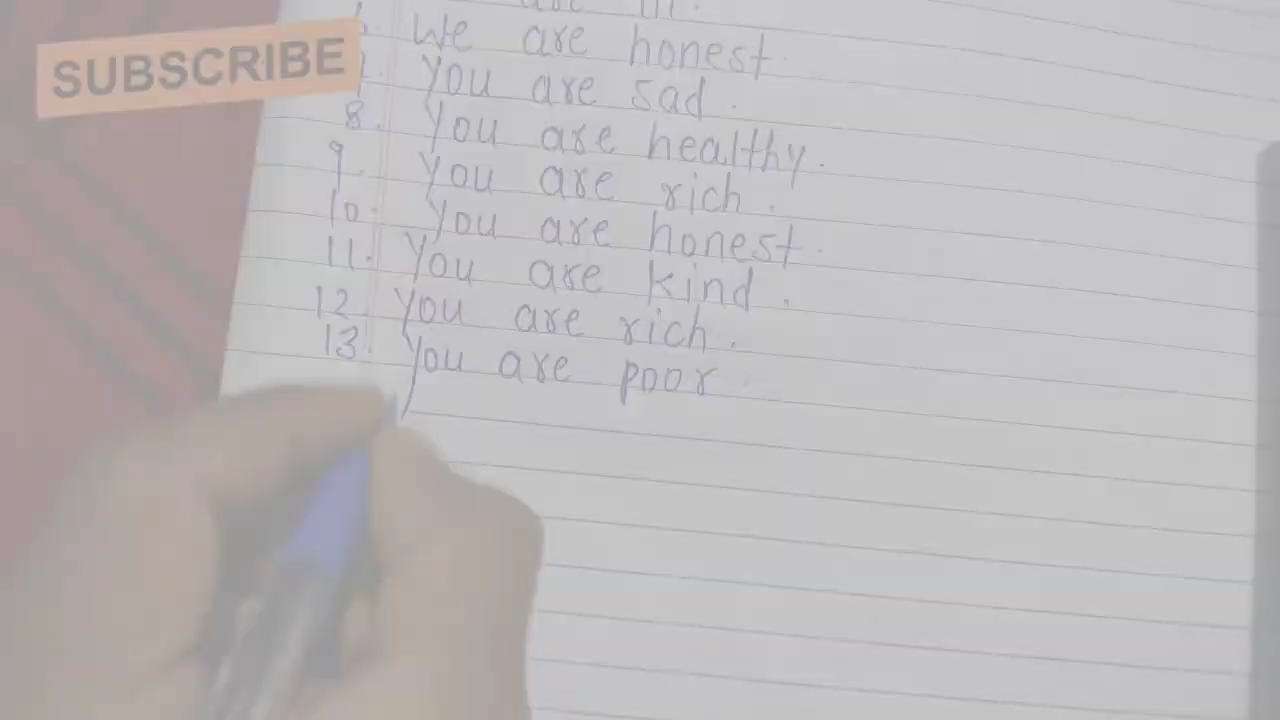 SUBSCRIBE
We are honest.
7. You are sad.
8. You are healthy.
9. You are rich.
10. You are honest.
11. You are kind.
12. You are rich.
13. You are poor